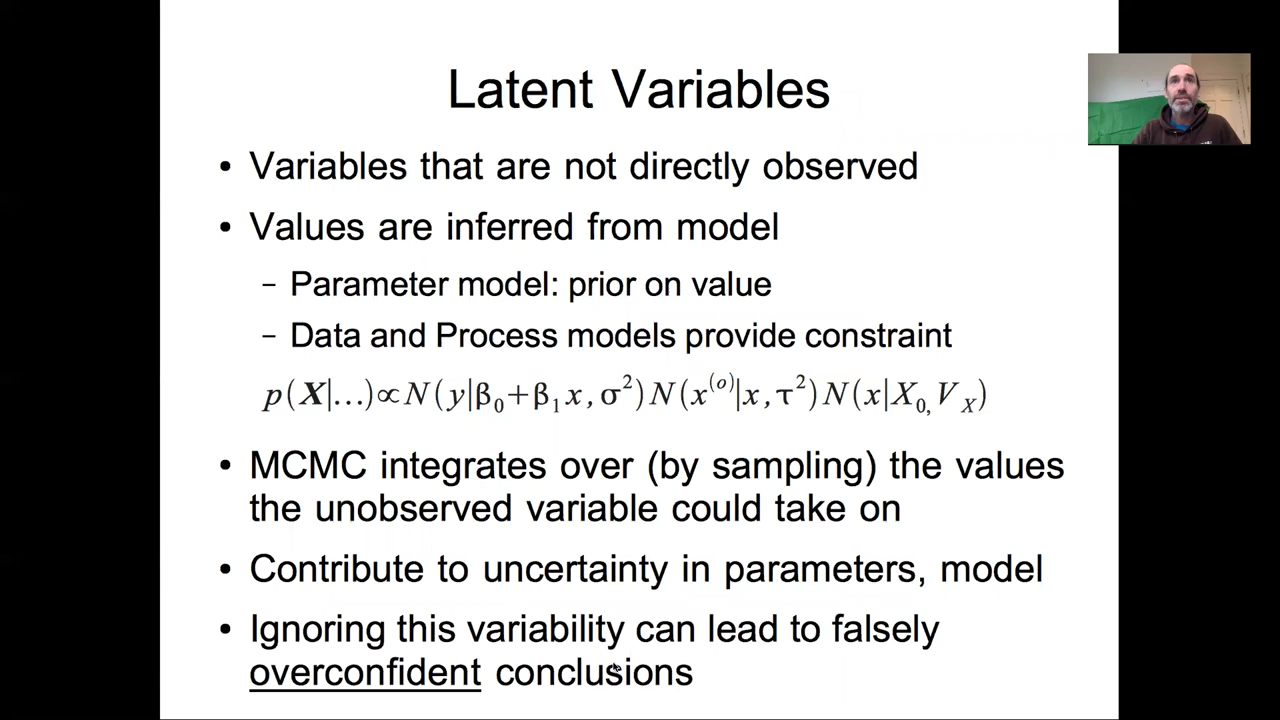 Latent Variables
• Variables that are not directly observed
• Values are inferred from model
– Parameter model: prior on value
– Data and Process models provide constraint
p(X|...)∝N(y|β₀+β₁x,σ²)N(x⁽ᵒ⁾|x,τ²)N(x|X₀,V_X)
• MCMC integrates over (by sampling) the values
the unobserved variable could take on
• Contribute to uncertainty in parameters, model
• Ignoring this variability can lead to falsely
overconfident conclusions